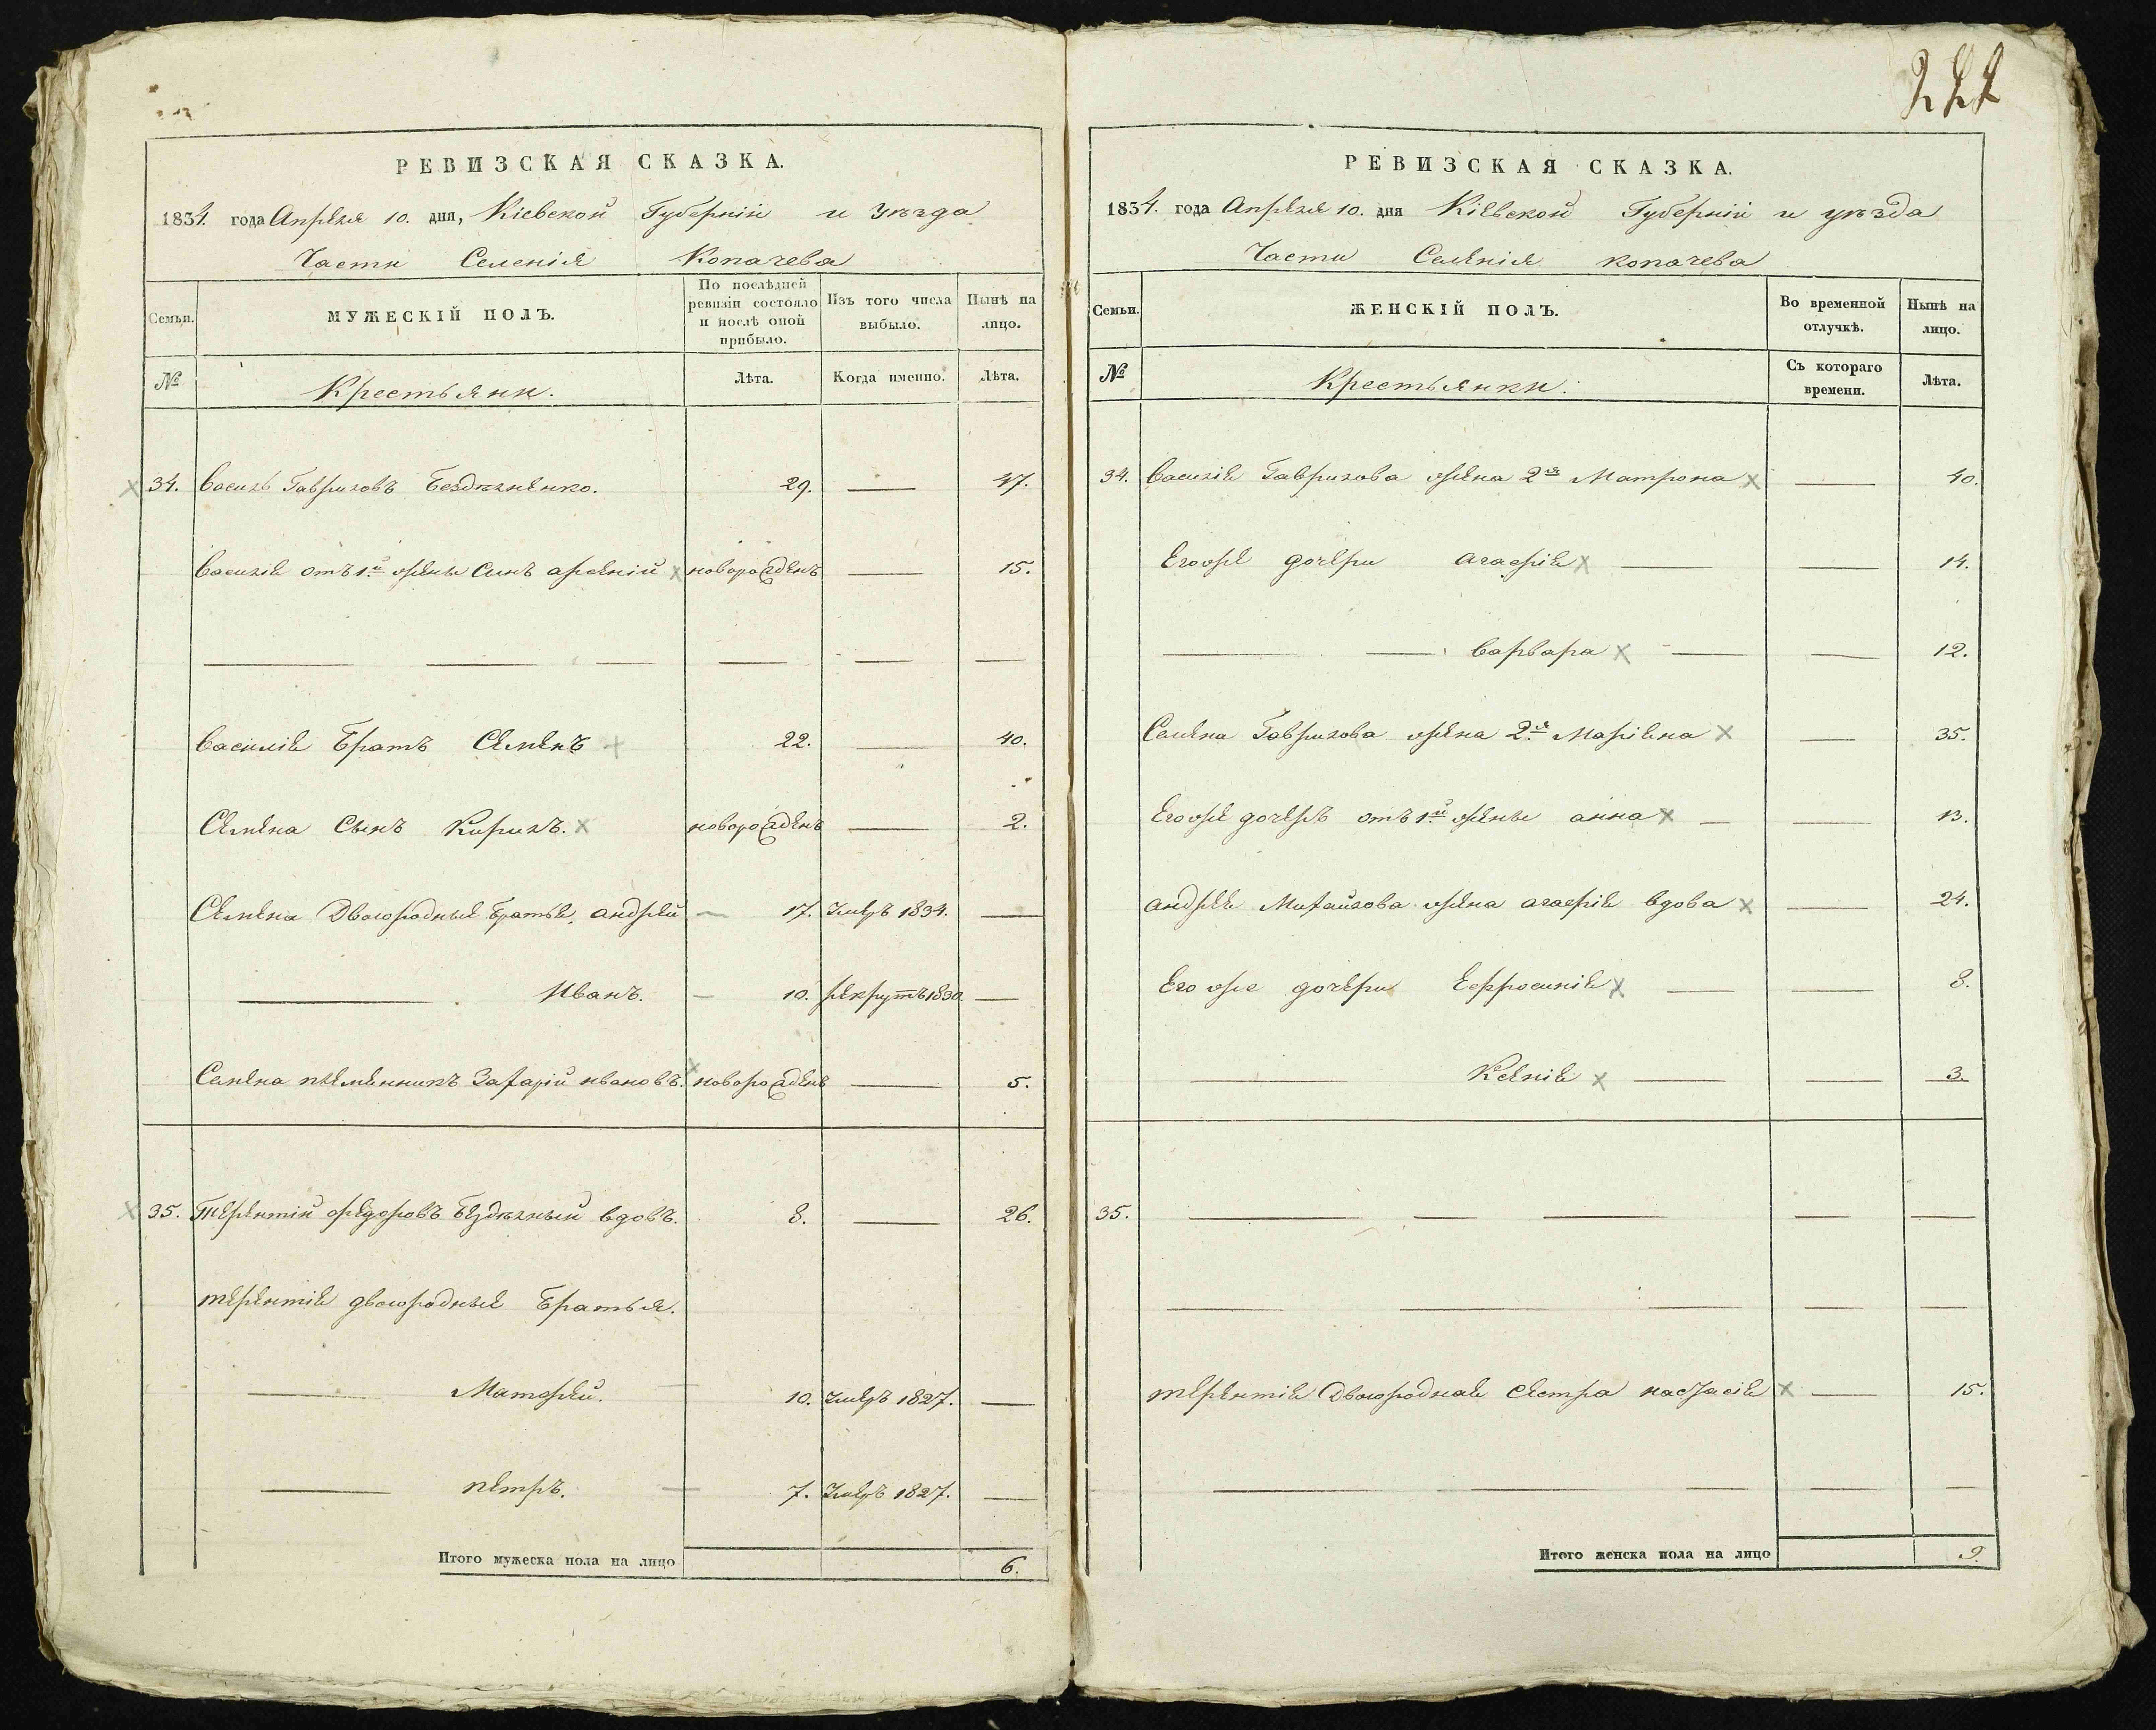 РЕВИЗСКАЯ СКАЗКА.
1834. года Апреля 10. дня, Кіевской Губерніи и Уѣзда
Части Селенія Копачева
Семьи. МУЖЕСКІЙ ПОЛЪ. По послѣдней ревизіи состояло и послѣ оной прибыло. Изъ того числа выбыло. Нынѣ на лицо.
№ Крестьяни. Лѣта. Когда именно. Лѣта.
34. Василь Гавриловъ Бездѣлненко. 29. — 47.
Василія отъ 1й жены Синъ арсеній новорожденъ — 15.
Василія Братъ Семенъ 22. — 40.
Семена Сынъ Кирилъ. новорожденъ — 2.
Семена Двоюродные Братья, андрей 17. Умеръ 1834. —
— Иванъ. 10. рекрутъ 1830. —
Семена племянникъ Захарій ивановъ. новорожденъ — 5.
35. Терентій федоровъ Бездѣлный вдовъ. 8. — 26.
терентія двоюродные Братья.
— Матфей. 10. Умеръ 1827. —
— петръ. 7. Умеръ 1827. —
Итого мужеска пола на лицо 6.
222
РЕВИЗСКАЯ СКАЗКА.
1834. года Апреля 10. дня Кіевской Губерніи и уѣзда
Части Селенія копачева
Семьи. ЖЕНСКІЙ ПОЛЪ. Во временной отлучкѣ. Нынѣ на лицо.
№ Крестьянки. Съ котораго времени. Лѣта.
34. Василія Гаврилова жена 2я Матрона — 40.
Егоже дочери агафія — 14.
— Варвара — 12.
Семена Гаврилова жена 2я Маріяна — 35.
Егоже дочеръ отъ 1й жены анна — 13.
андрея Михайлова жена агафія вдова — 24.
Его же дочери Евфросинія — 8.
— Ксенія — 3.
35. —
терентія Двоюродная сестра настасія — 15.
Итого женска пола на лицо 9.